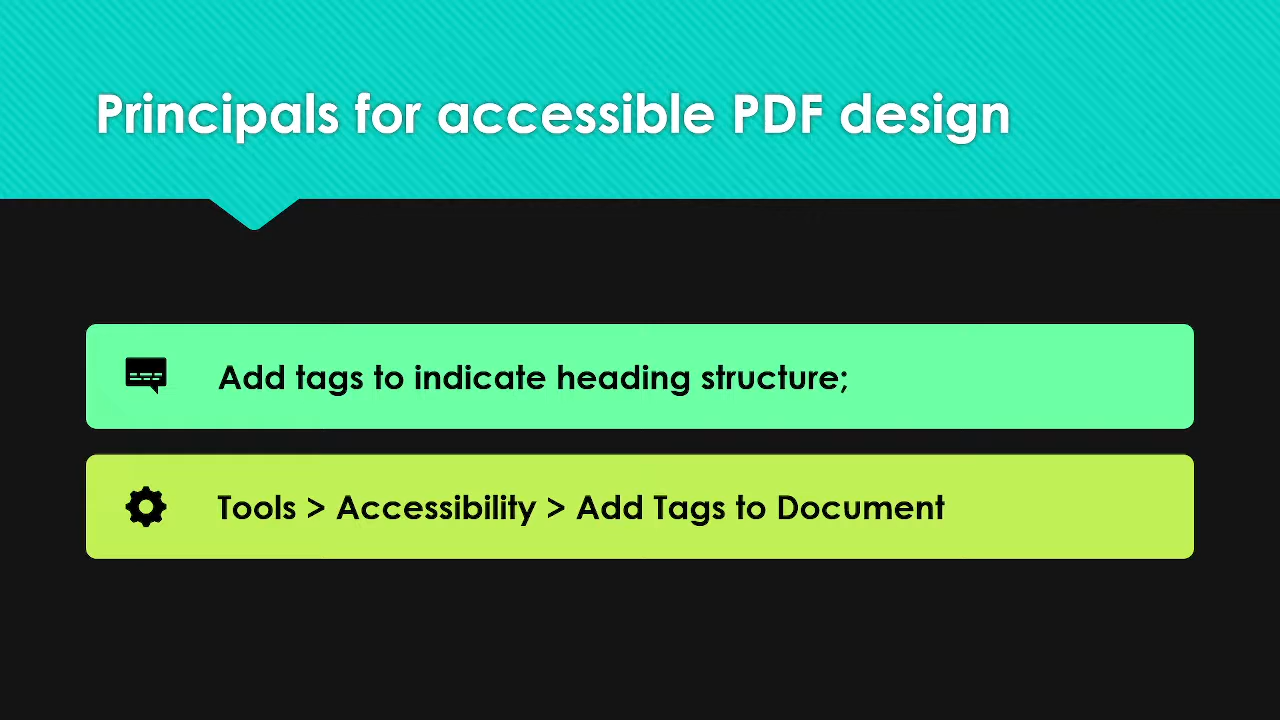 Principals for accessible PDF design
Add tags to indicate heading structure;
Tools > Accessibility > Add Tags to Document